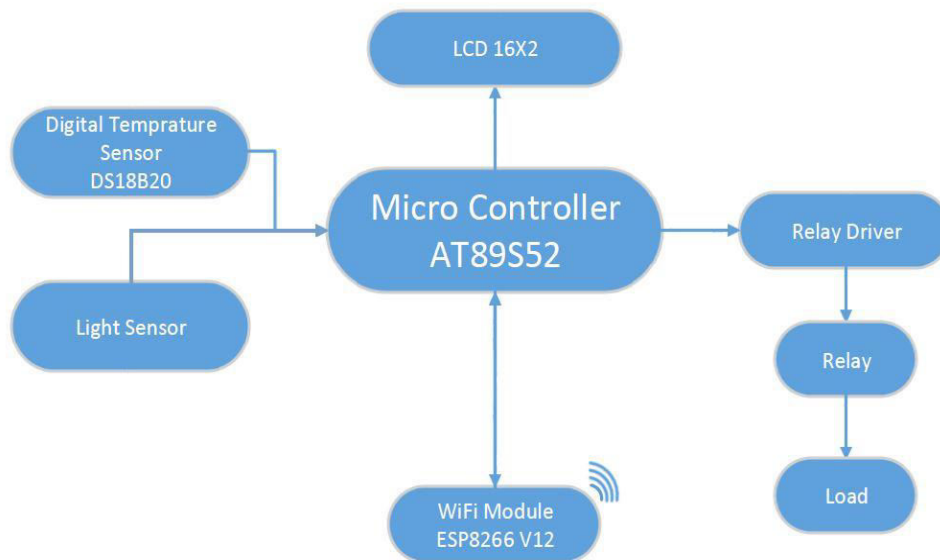 LCD 16X2
Digital Temprature
Sensor
DS18B20
Micro Controller
AT89S52
Relay Driver
Light Sensor
Relay
WiFi Module
ESP8266 V12
Load